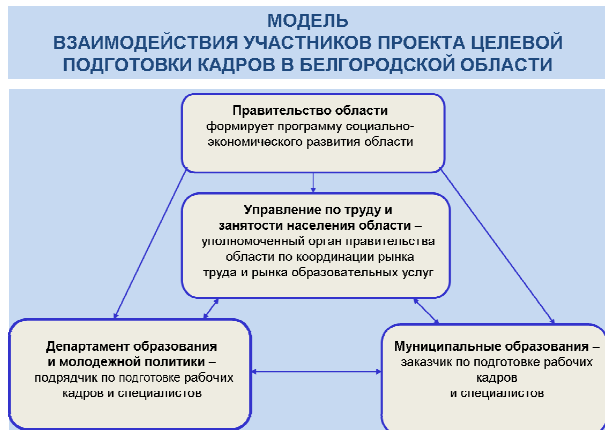 МОДЕЛЬ
ВЗАИМОДЕЙСТВИЯ УЧАСТНИКОВ ПРОЕКТА ЦЕЛЕВОЙ
ПОДГОТОВКИ КАДРОВ В БЕЛГОРОДСКОЙ ОБЛАСТИ
Правительство области
формирует программу социально-
экономического развития области
Управление по труду и
занятости населения области –
уполномоченный орган правительства
области по координации рынка
труда и рынка образовательных услуг
Департамент образования
и молодежной политики –
подрядчик по подготовке рабочих
кадров и специалистов
Муниципальные образования –
заказчик по подготовке рабочих
кадров
и специалистов